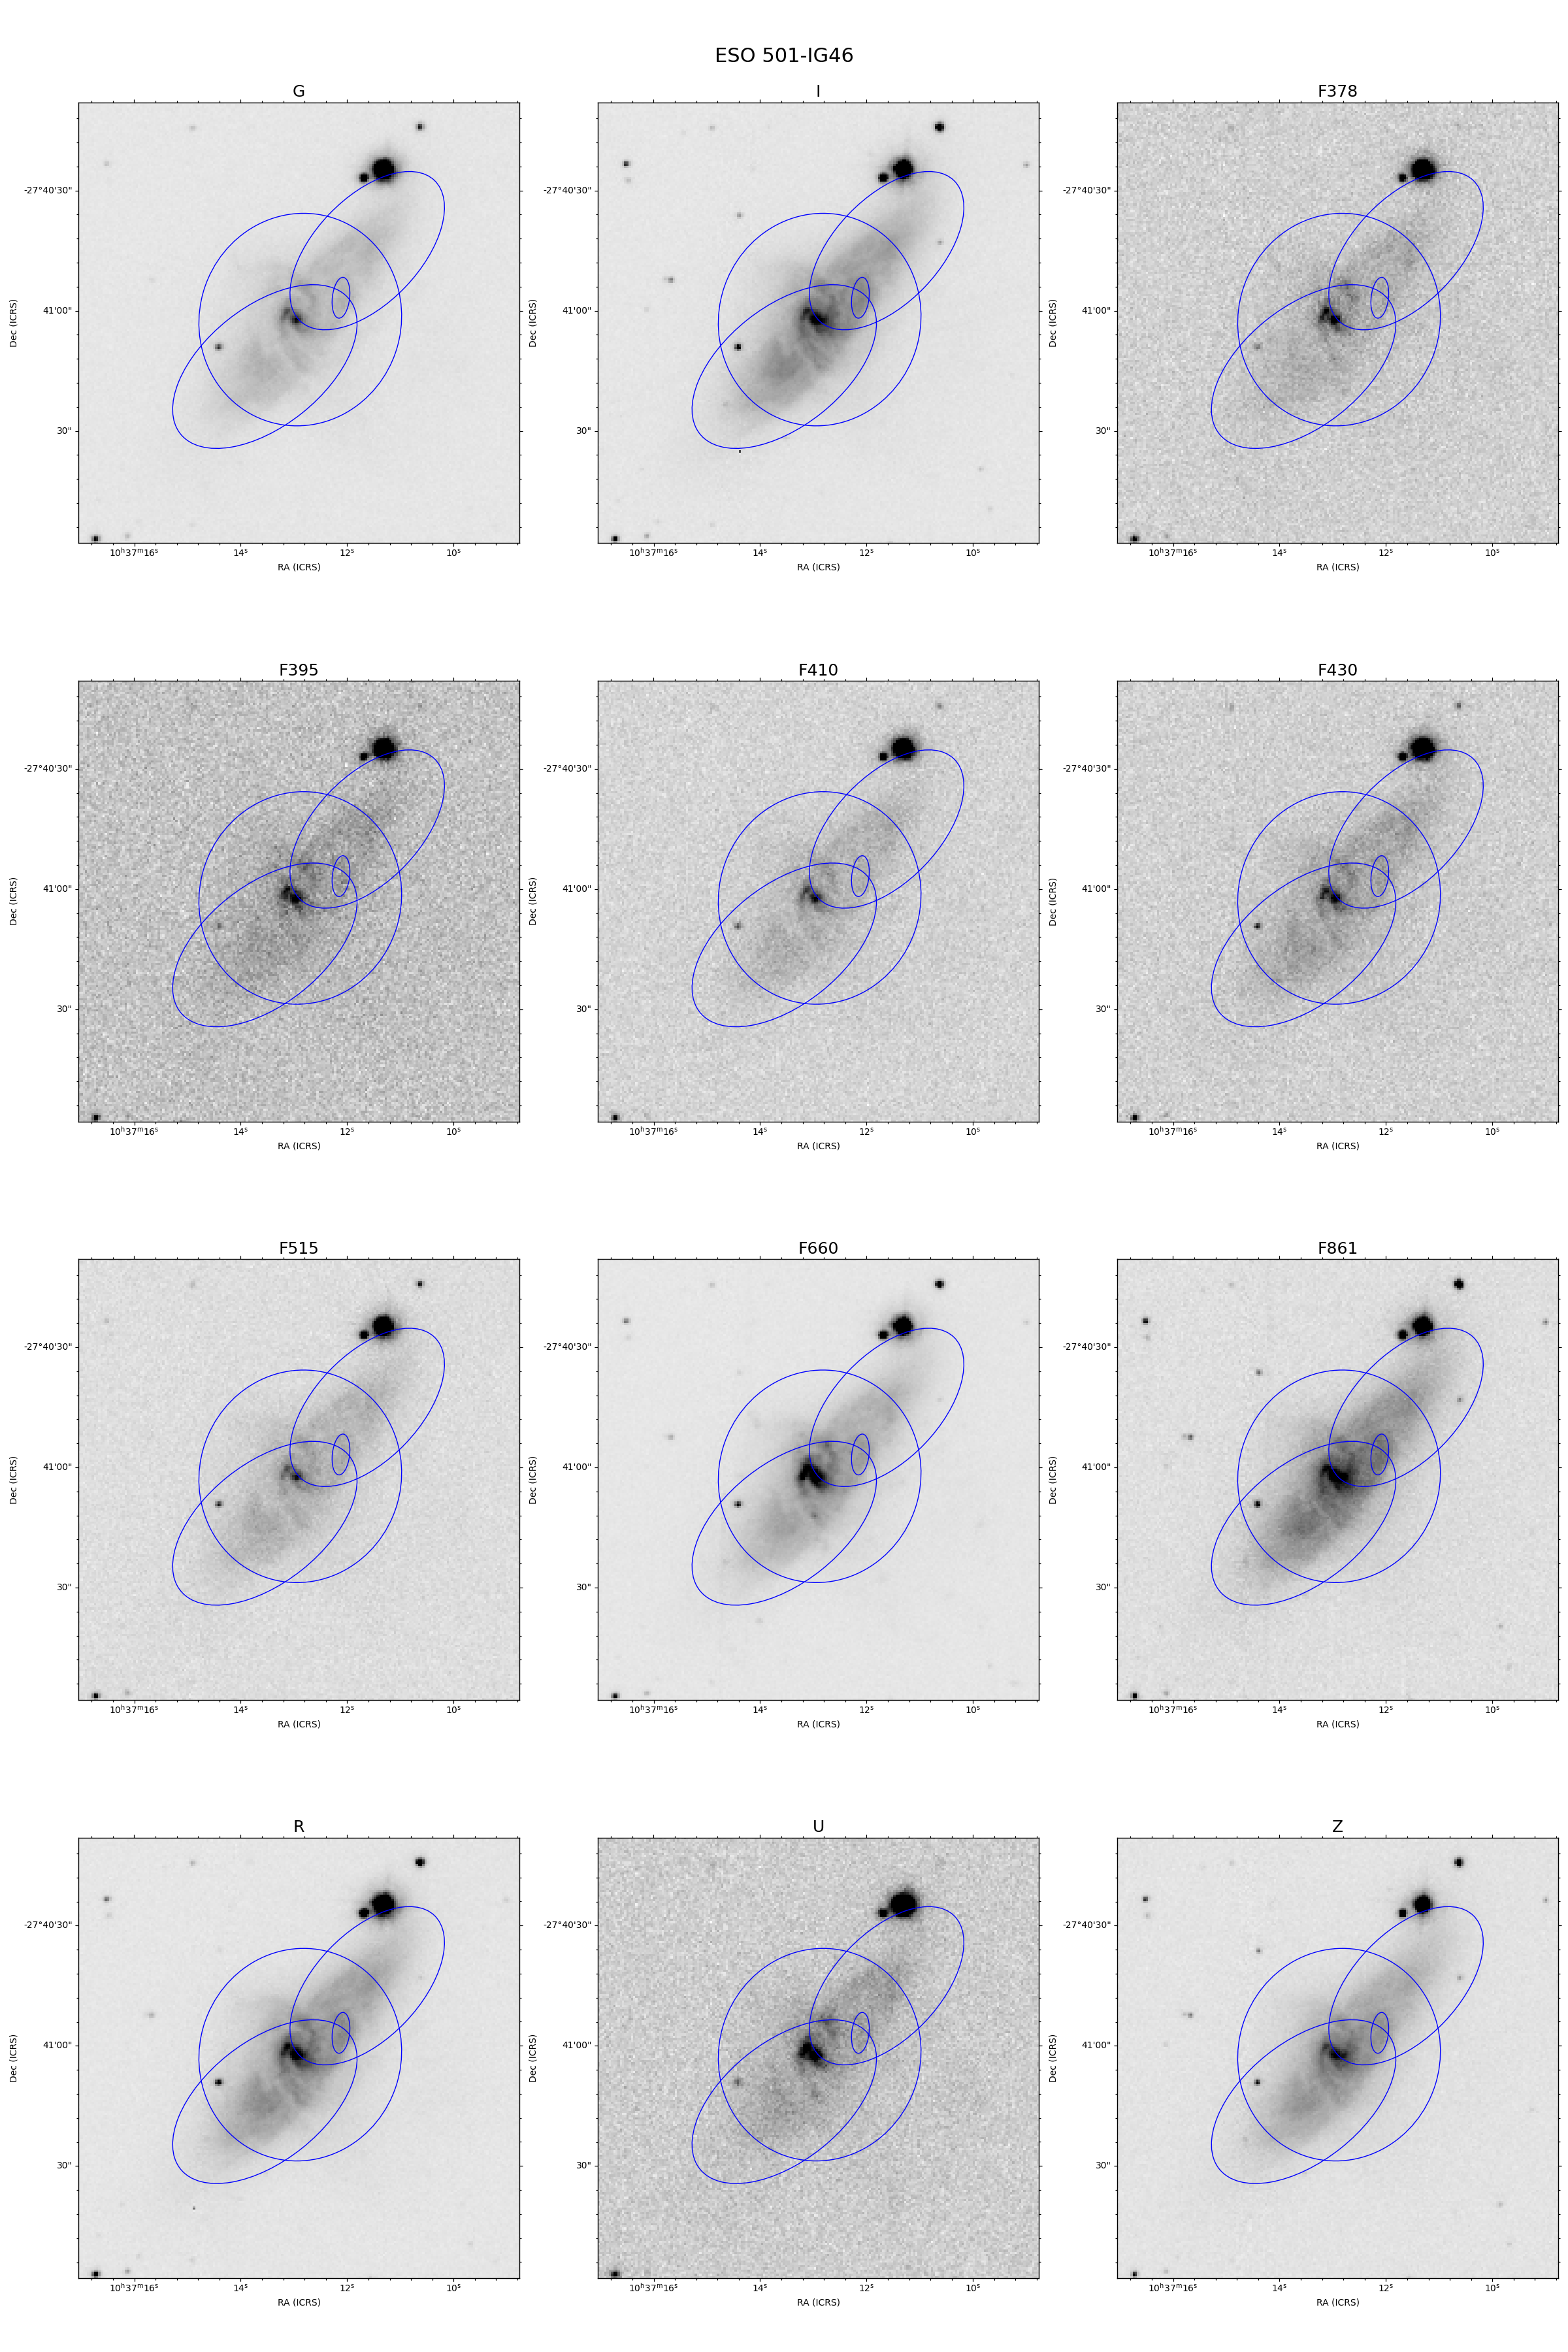 ESO 501-IG46
G I F378
-27°40'30" -27°40'30" -27°40'30"
Dec (ICRS) Dec (ICRS) Dec (ICRS)
41'00" 41'00" 41'00"
30" 30" 30"
10ʰ37ᵐ16ˢ 14ˢ 12ˢ 10ˢ 10ʰ37ᵐ16ˢ 14ˢ 12ˢ 10ˢ 10ʰ37ᵐ16ˢ 14ˢ 12ˢ 10ˢ
RA (ICRS) RA (ICRS) RA (ICRS)
F395 F410 F430
-27°40'30" -27°40'30" -27°40'30"
Dec (ICRS) Dec (ICRS) Dec (ICRS)
41'00" 41'00" 41'00"
30" 30" 30"
10ʰ37ᵐ16ˢ 14ˢ 12ˢ 10ˢ 10ʰ37ᵐ16ˢ 14ˢ 12ˢ 10ˢ 10ʰ37ᵐ16ˢ 14ˢ 12ˢ 10ˢ
RA (ICRS) RA (ICRS) RA (ICRS)
F515 F660 F861
-27°40'30" -27°40'30" -27°40'30"
Dec (ICRS) Dec (ICRS) Dec (ICRS)
41'00" 41'00" 41'00"
30" 30" 30"
10ʰ37ᵐ16ˢ 14ˢ 12ˢ 10ˢ 10ʰ37ᵐ16ˢ 14ˢ 12ˢ 10ˢ 10ʰ37ᵐ16ˢ 14ˢ 12ˢ 10ˢ
RA (ICRS) RA (ICRS) RA (ICRS)
R U Z
-27°40'30" -27°40'30" -27°40'30"
Dec (ICRS) Dec (ICRS) Dec (ICRS)
41'00" 41'00" 41'00"
30" 30" 30"
10ʰ37ᵐ16ˢ 14ˢ 12ˢ 10ˢ 10ʰ37ᵐ16ˢ 14ˢ 12ˢ 10ˢ 10ʰ37ᵐ16ˢ 14ˢ 12ˢ 10ˢ
RA (ICRS) RA (ICRS) RA (ICRS)